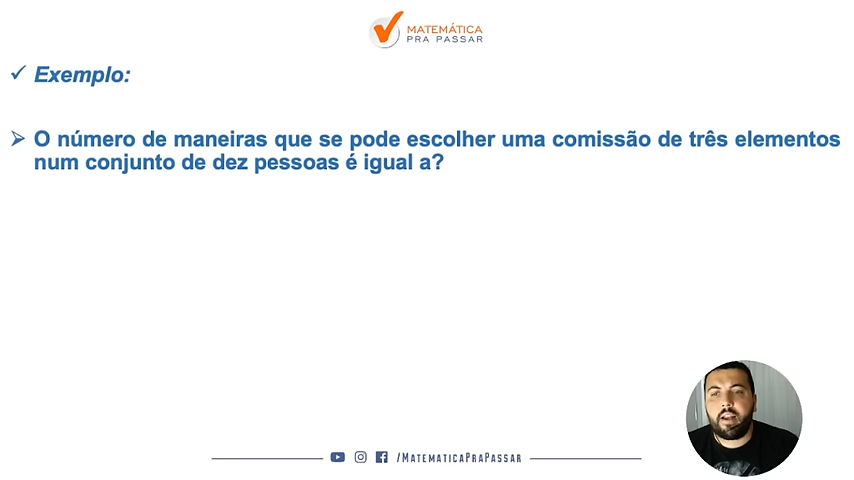 MATEMÁTICA
PRA PASSAR
Exemplo:
O número de maneiras que se pode escolher uma comissão de três elementos
num conjunto de dez pessoas é igual a?
/MATEMATICAPRAPASSAR